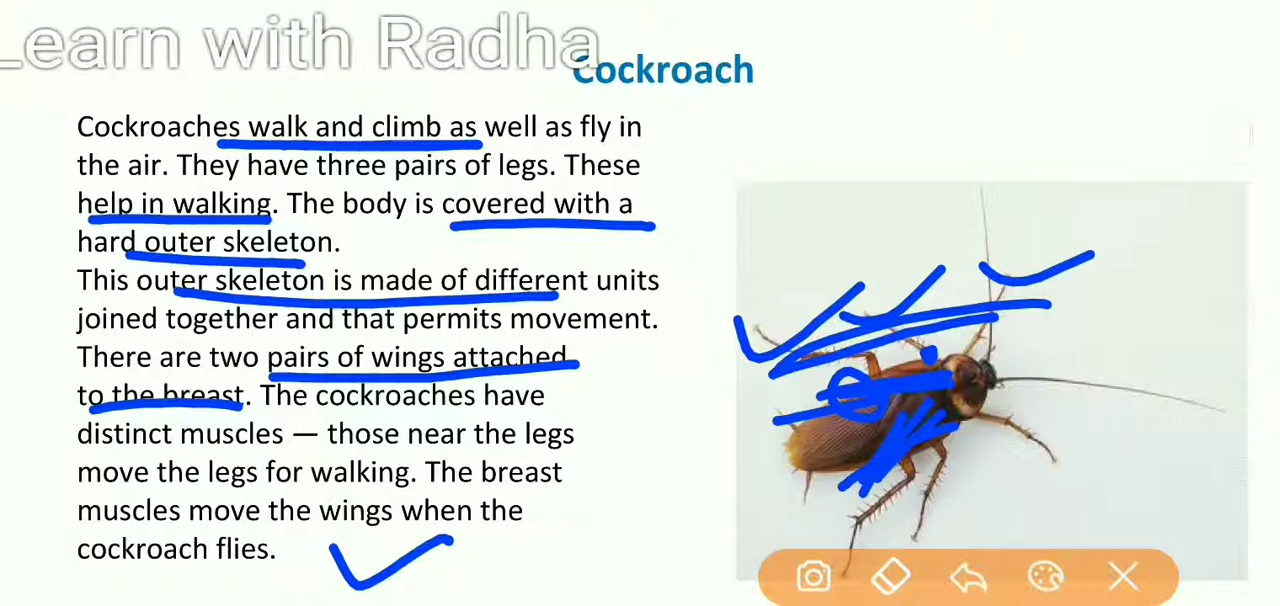 Learn with Radha
Cockroach
Cockroaches walk and climb as well as fly in
the air. They have three pairs of legs. These
help in walking. The body is covered with a
hard outer skeleton.
This outer skeleton is made of different units
joined together and that permits movement.
There are two pairs of wings attached
to the breast. The cockroaches have
distinct muscles — those near the legs
move the legs for walking. The breast
muscles move the wings when the
cockroach flies.